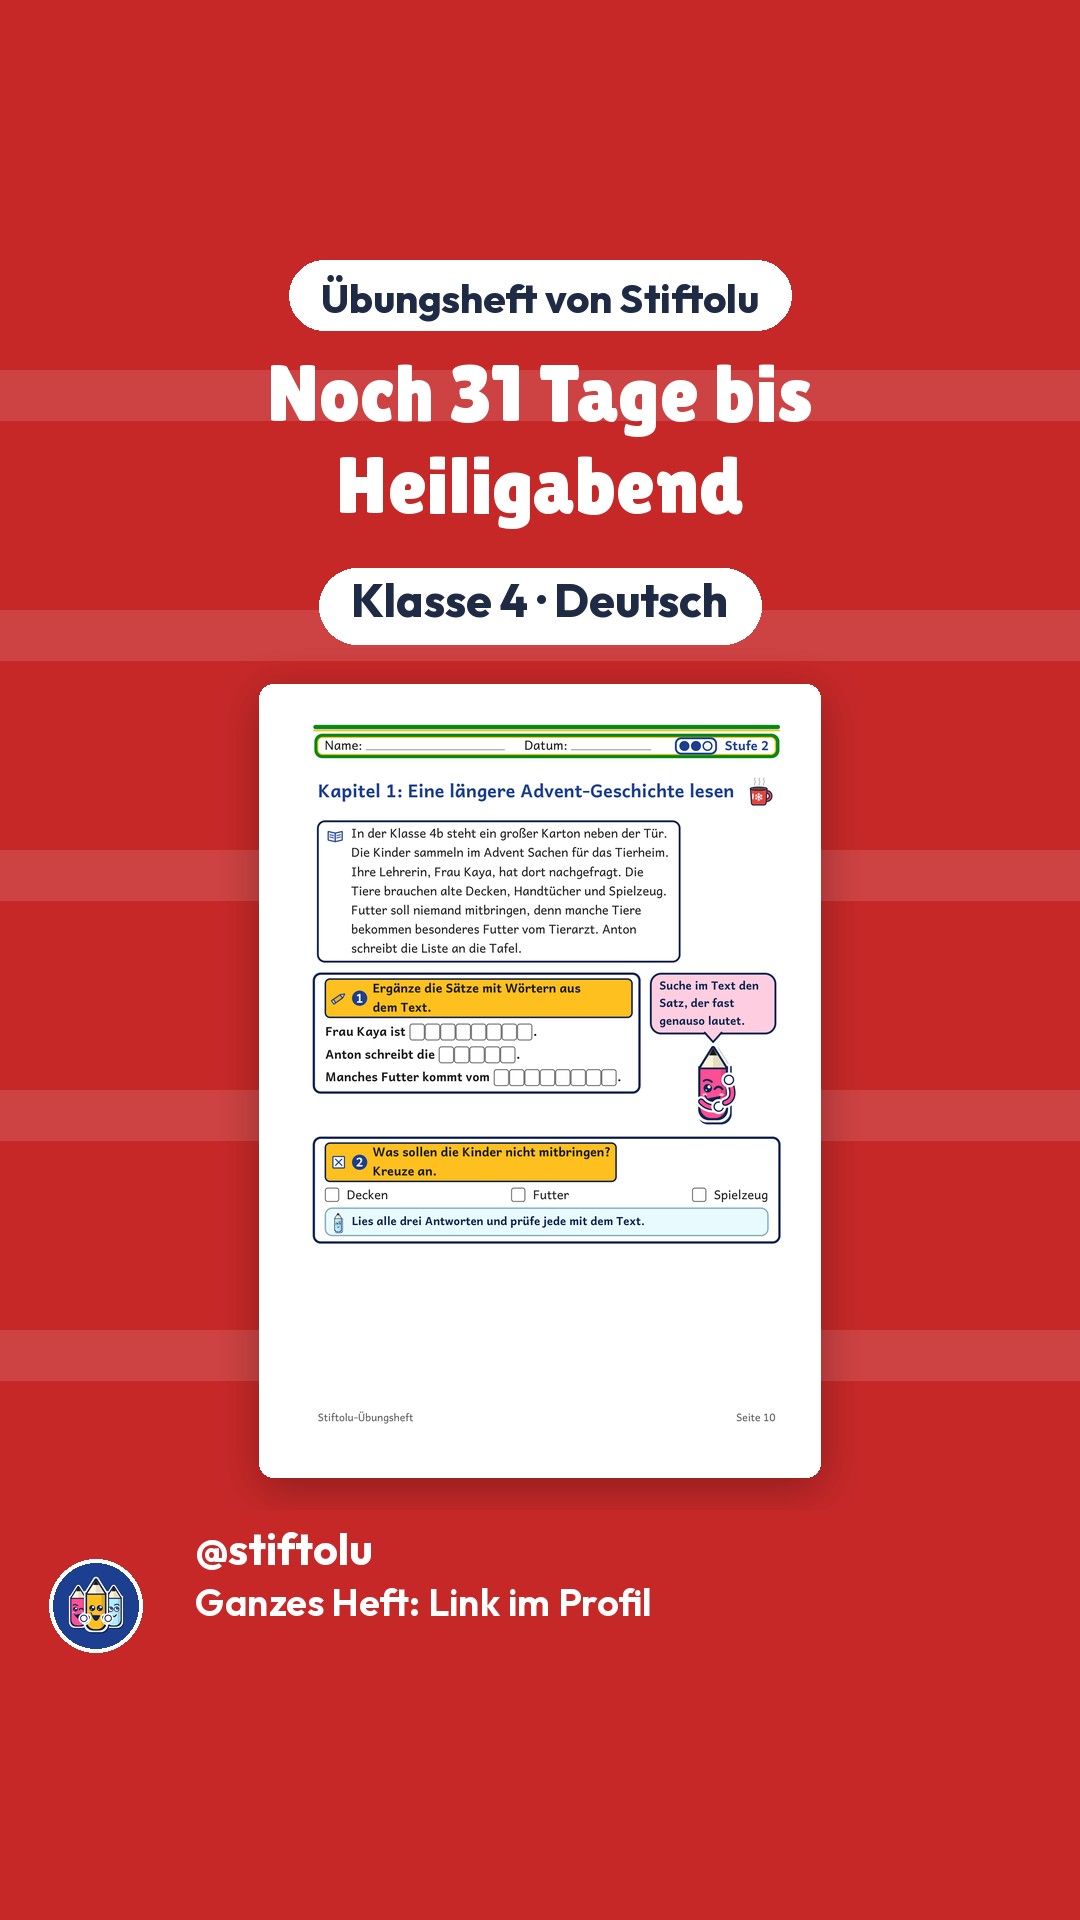 Übungsheft von Stiftolu
Noch 31 Tage bis
Heiligabend
Klasse 4 · Deutsch
Name: ____ Datum: ____ Stufe 2
Kapitel 1: Eine längere Advent-Geschichte lesen
In der Klasse 4b steht ein großer Karton neben der Tür.
Die Kinder sammeln im Advent Sachen für das Tierheim.
Ihre Lehrerin, Frau Kaya, hat dort nachgefragt. Die
Tiere brauchen alte Decken, Handtücher und Spielzeug.
Futter soll niemand mitbringen, denn manche Tiere
bekommen besonderes Futter vom Tierarzt. Anton
schreibt die Liste an die Tafel.
1 Ergänze die Sätze mit Wörtern aus
dem Text.
Frau Kaya ist .
Anton schreibt die .
Manches Futter kommt vom .
Suche im Text den
Satz, der fast
genauso lautet.
2 Was sollen die Kinder nicht mitbringen?
Kreuze an.
Decken Futter Spielzeug
Lies alle drei Antworten und prüfe jede mit dem Text.
Stiftolu-Übungsheft Seite 10
@stiftolu
Ganzes Heft: Link im Profil